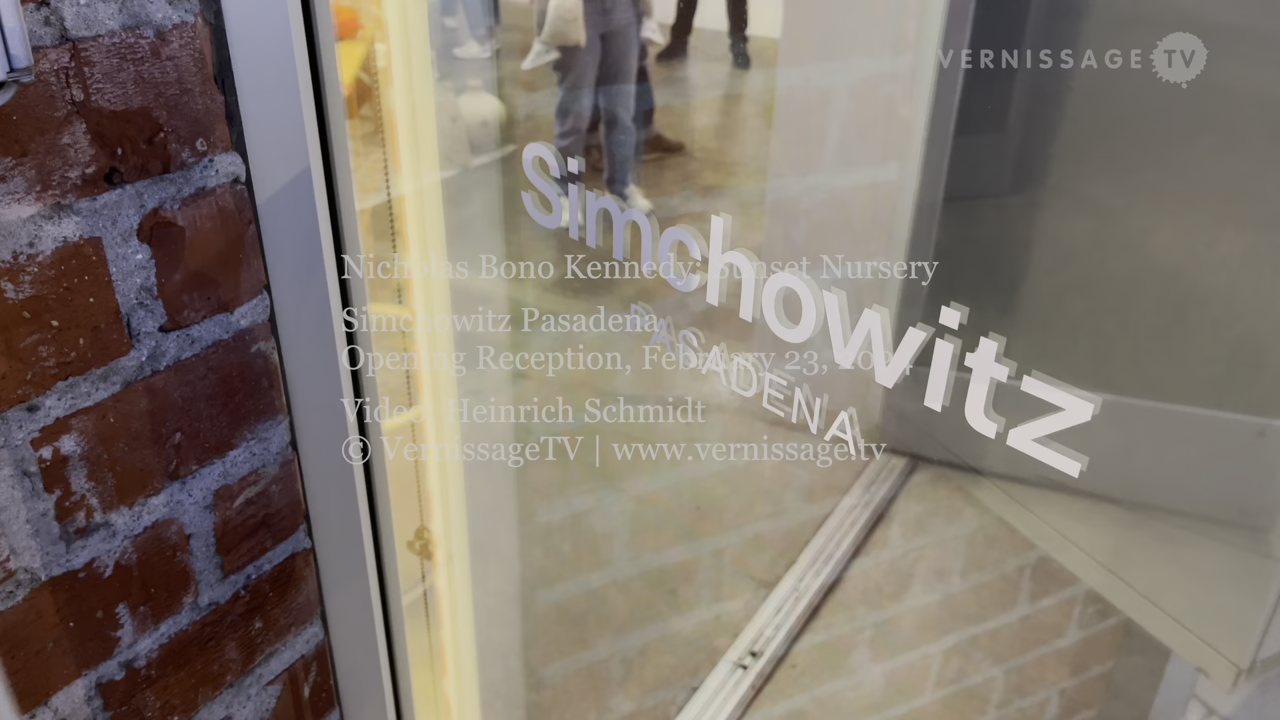 VERNISSAGE TV
Simchowitz
PASADENA
Nicholas Bono Kennedy: Sunset Nursery
Simchowitz Pasadena
Opening Reception, February 23, 
Video: Heinrich Schmidt
© VernissageTV | www.vernissage.tv